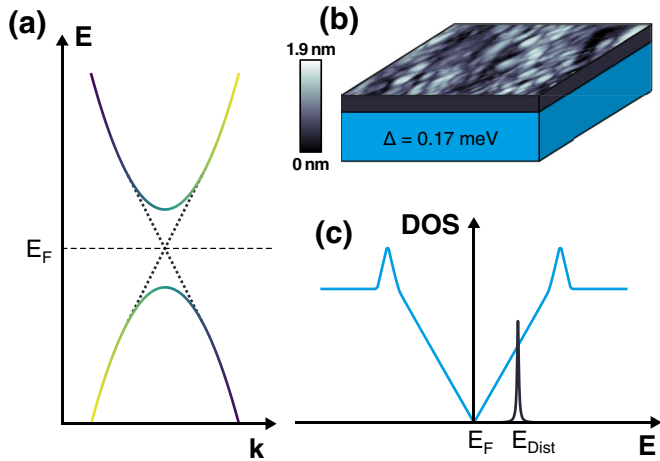 (a)
E
E_F
k
(b)
1.9 nm
0 nm
Δ = 0.17 meV
(c)
DOS
E_F
E_Dist
E